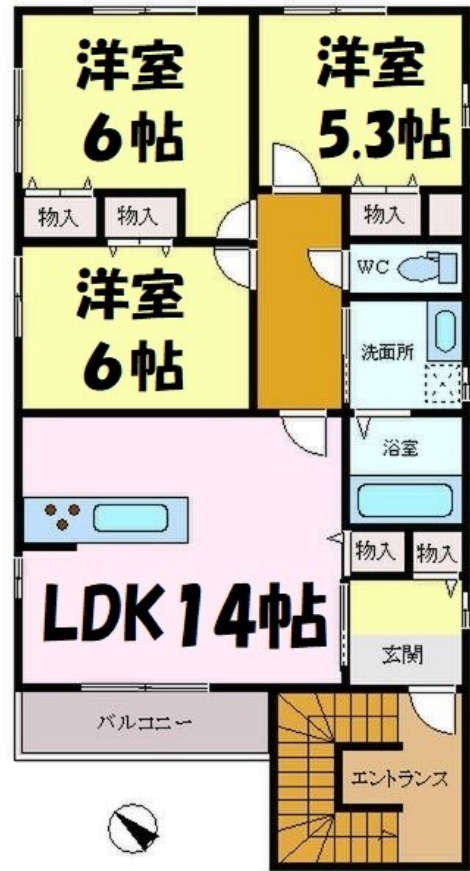 洋室
6帖
洋室
5.3帖
物入
物入
物入
WC
洋室
6帖
洗面所
浴室
物入
物入
LDK14帖
玄関
バルコニー
エントランス